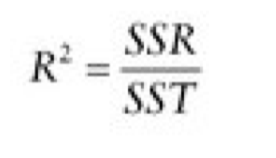 R² = SSR / SST